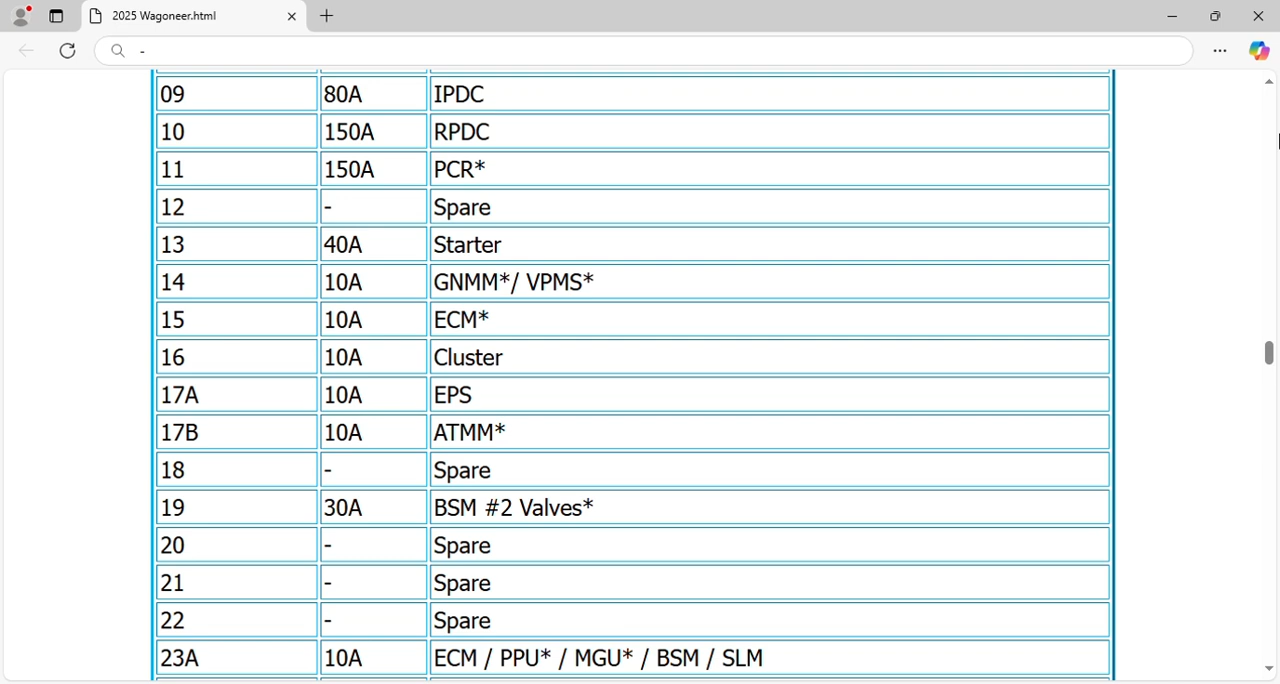 2025 Wagoneer.html
-
09 80A IPDC
10 150A RPDC
11 150A PCR*
12 - Spare
13 40A Starter
14 10A GNMM*/ VPMS*
15 10A ECM*
16 10A Cluster
17A 10A EPS
17B 10A ATMM*
18 - Spare
19 30A BSM #2 Valves*
20 - Spare
21 - Spare
22 - Spare
23A 10A ECM / PPU* / MGU* / BSM / SLM